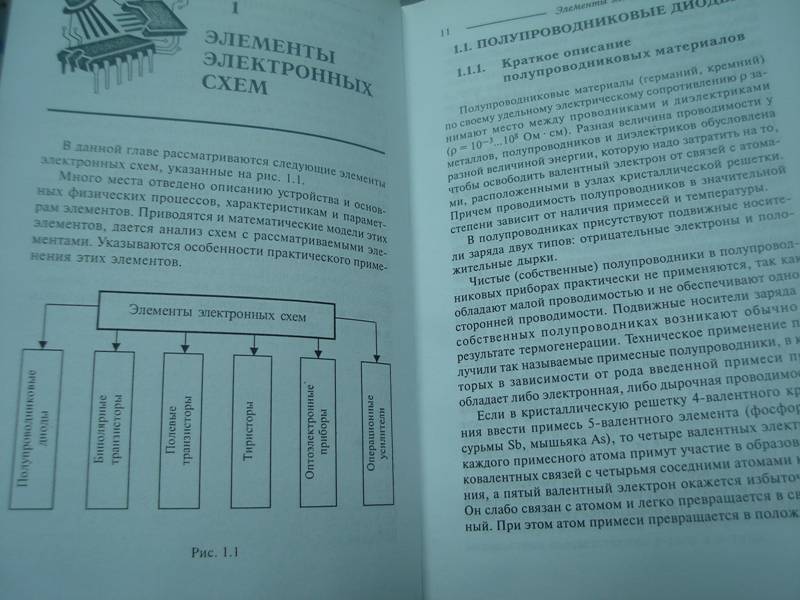 1
ЭЛЕМЕНТЫ
ЭЛЕКТРОННЫХ
СХЕМ
В данной главе рассматриваются следующие элементы
электронных схем, указанные на рис. 1.1.
Много места отведено описанию устройства и основ-
ных физических процессов, характеристикам и парамет-
рам элементов. Приводятся и математические модели этих
элементов, дается анализ схем с рассматриваемыми эле-
ментами. Указываются особенности практического приме-
нения этих элементов.
Элементы электронных схем
Полупроводниковые
диоды
Биполярные
транзисторы
Полевые
транзисторы
Тиристоры
Оптоэлектронные
приборы
Операционные
усилители
Рис. 1.1
11
Элементы
1.1. ПОЛУПРОВОДНИКОВЫЕ ДИОДЫ
1.1.1. Краткое описание
полупроводниковых материалов
Полупроводниковые материалы (германий, кремний)
по своему удельному электрическому сопротивлению ρ за-
нимают место между проводниками и диэлектриками
(ρ = 10⁻³...10⁸ Ом · см). Разная величина проводимости у
металлов, полупроводников и диэлектриков обусловлена
разной величиной энергии, которую надо затратить на то,
чтобы освободить валентный электрон от связей с атома-
ми, расположенными в узлах кристаллической решетки.
Причем проводимость полупроводников в значительной
степени зависит от наличия примесей и температуры.
В полупроводниках присутствуют подвижные носите-
ли заряда двух типов: отрицательные электроны и поло-
жительные дырки.
Чистые (собственные) полупроводники в полупровод-
никовых приборах практически не применяются, так как
обладают малой проводимостью и не обеспечивают одно-
сторонней проводимости. Подвижные носители заряда
собственных полупроводниках возникают обычно
результате термогенерации. Техническое применение п
лучили так называемые примесные полупроводники, в к
торых в зависимости от рода введенной примеси пр
обладает либо электронная, либо дырочная проводимос
Если в кристаллическую решетку 4-валентного кр
ния ввести примесь 5-валентного элемента (фосфор
сурьмы Sb, мышьяка As), то четыре валентных элект
каждого примесного атома примут участие в образов
ковалентных связей с четырьмя соседними атомами к
ния, а пятый валентный электрон окажется избыточ
Он слабо связан с атомом и легко превращается в св
ный. При этом атом примеси превращается в полож